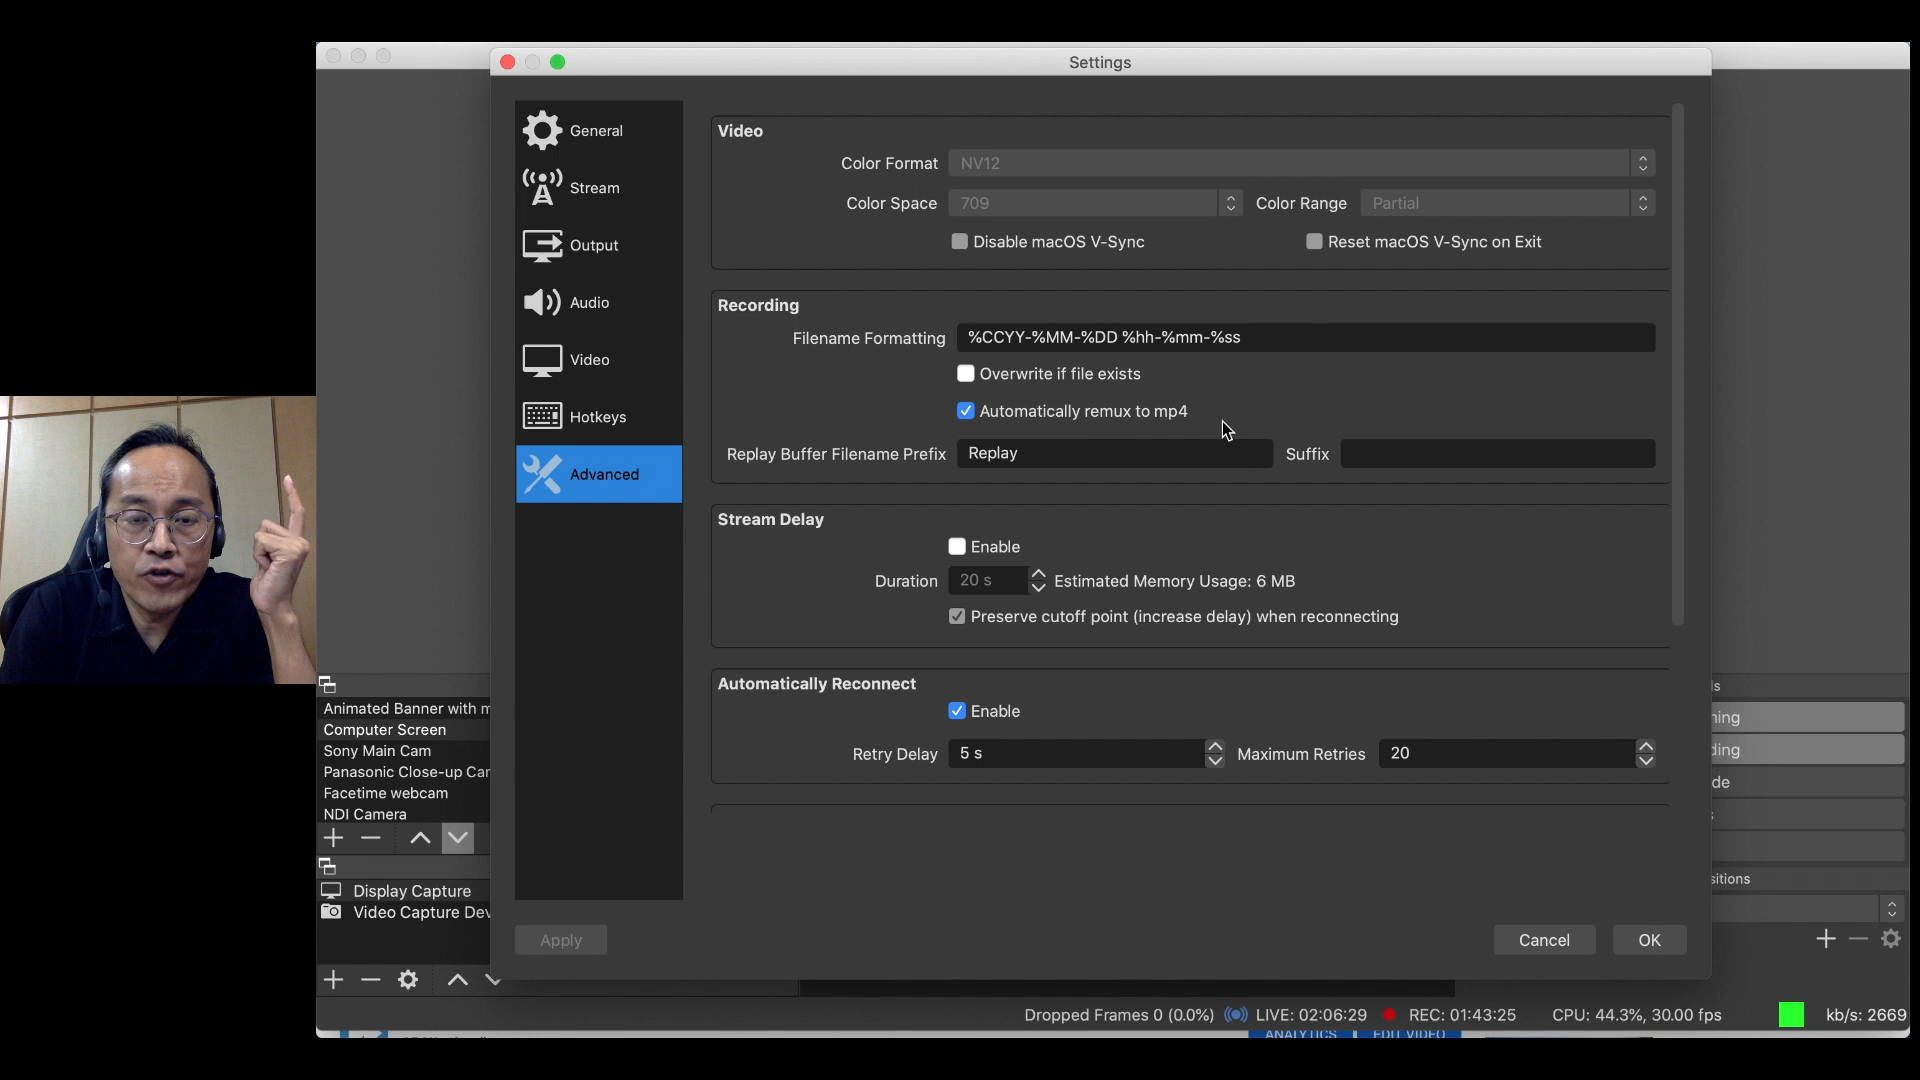 Settings
General
Stream
Output
Audio
Video
Hotkeys
Advanced
Video
Color Format NV12
Color Space 709 Color Range Partial
Disable macOS V-Sync Reset macOS V-Sync on Exit
Recording
Filename Formatting %CCYY-%MM-%DD %hh-%mm-%ss
Overwrite if file exists
Automatically remux to mp4
Replay Buffer Filename Prefix Replay Suffix
Stream Delay
Enable
Duration 20 s Estimated Memory Usage: 6 MB
Preserve cutoff point (increase delay) when reconnecting
Automatically Reconnect
Enable
Retry Delay 5 s Maximum Retries 20
Apply Cancel OK
Animated Banner with m
Computer Screen
Sony Main Cam
Panasonic Close-up Car
Facetime webcam
NDI Camera
Display Capture
Video Capture Dev
ls
ning
ding
de
s
sitions
Dropped Frames 0 (0.0%) LIVE: 02:06:29 REC: 01:43:25 CPU: 44.3%, 30.00 fps kb/s: 2669
ANALYTICS EDIT VIDEO